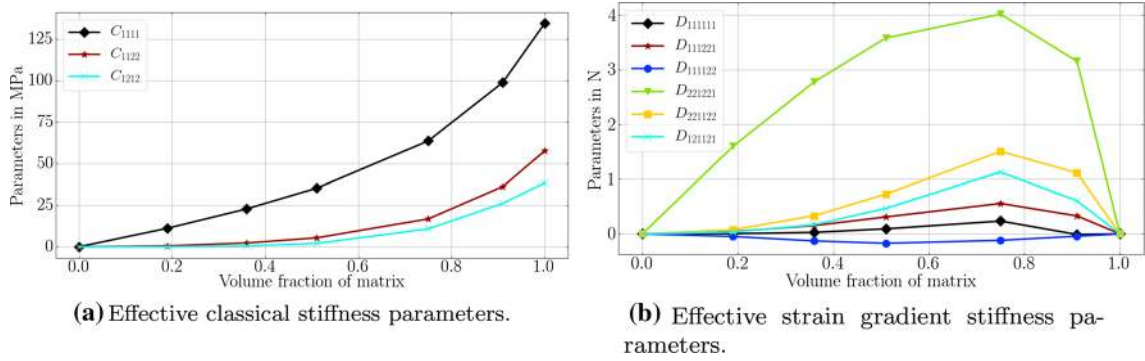 125
100
75
50
25
0
Parameters in MPa
C1111
C1122
C1212
0.0 0.2 0.4 0.6 0.8 1.0
Volume fraction of matrix
(a) Effective classical stiffness parameters.
4
3
2
1
0
Parameters in N
D111111
D111221
D111122
D221221
D221122
D121121
0.0 0.2 0.4 0.6 0.8 1.0
Volume fraction of matrix
(b) Effective strain gradient stiffness pa-
rameters.